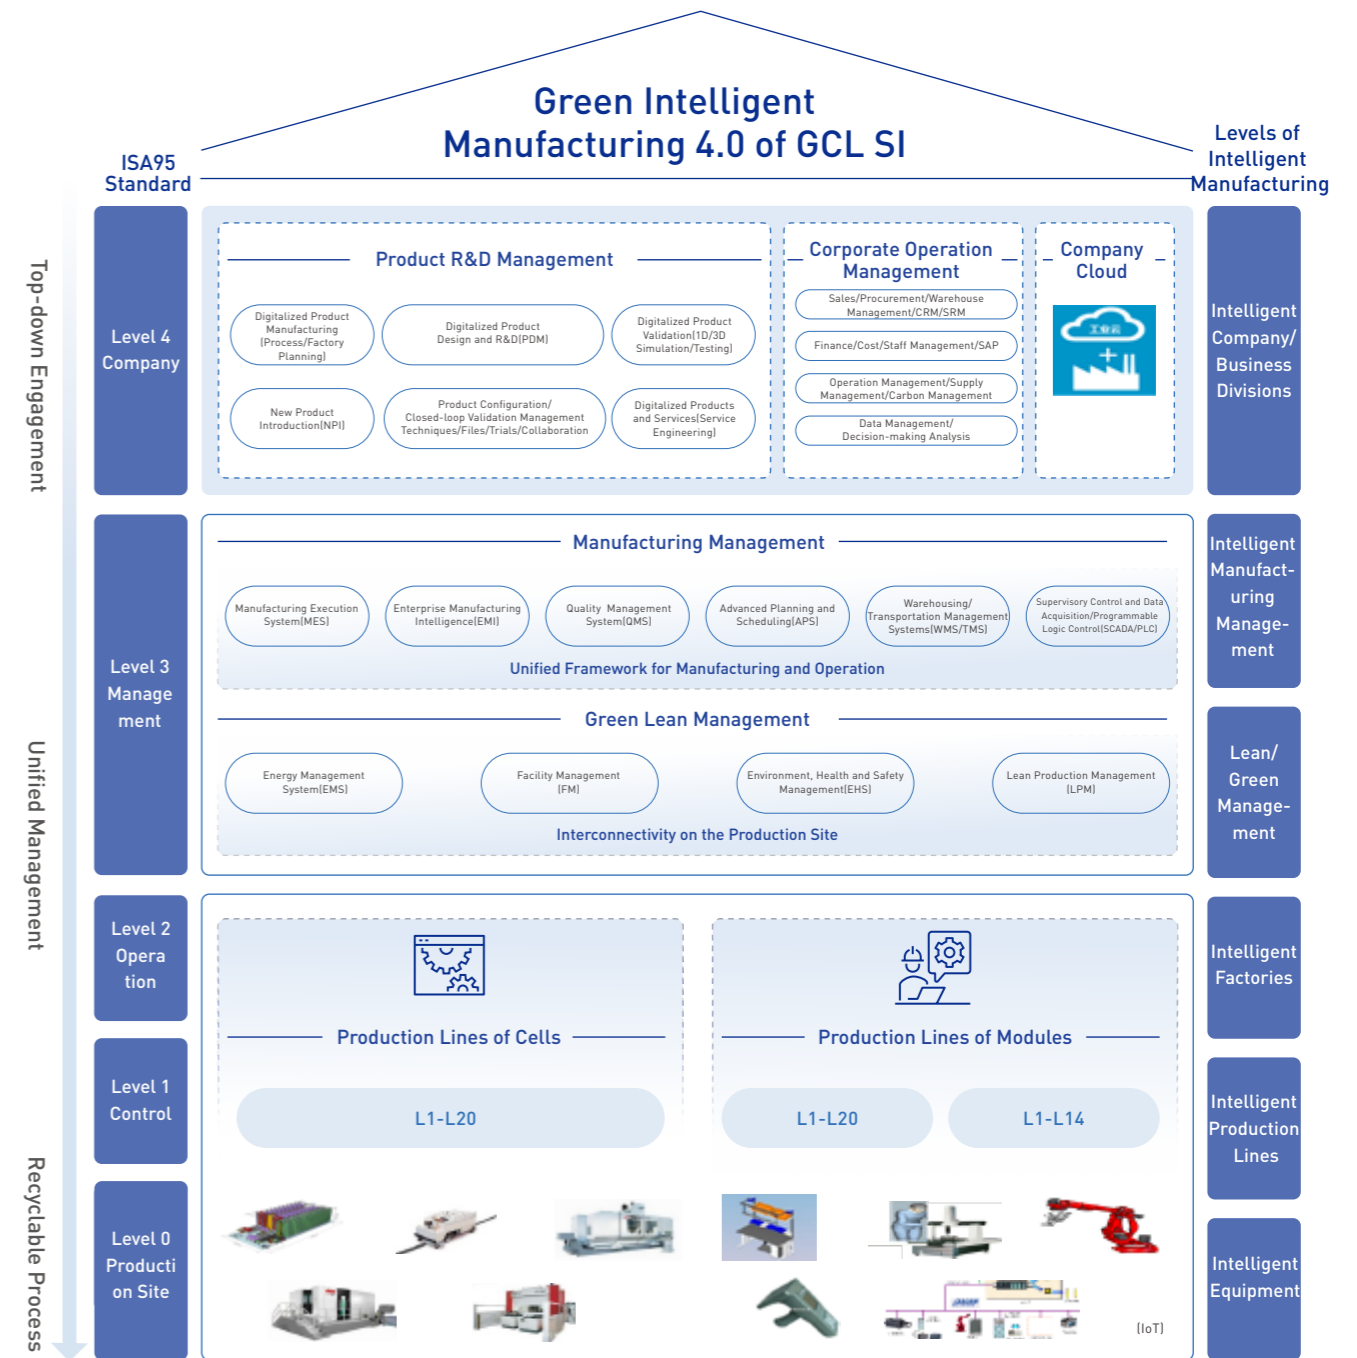 Green Intelligent
Manufacturing 4.0 of GCL SI
ISA95
Standard
Levels of
Intelligent
Manufacturing
Top-down Engagement
Unified Management
Recyclable Process
Level 4
Company
Product R&D Management
Digitalized Product
Manufacturing
(Process/Factory
Planning)
Digitalized Product
Design and R&D(PDM)
Digitalized Product
Validation(1D/3D
Simulation/Testing)
New Product
Introduction(NPI)
Product Configuration/
Closed-loop Validation Management
Techniques/Files/Trials/Collaboration
Digitalized Products
and Services(Service
Engineering)
Corporate Operation
Management
Sales/Procurement/Warehouse
Management/CRM/SRM
Finance/Cost/Staff Management/SAP
Operation Management/Supply
Management/Carbon Management
Data Management/
Decision-making Analysis
Company
Cloud
工业云
Intelligent
Company/
Business
Divisions
Level 3
Manage
ment
Manufacturing Management
Manufacturing Execution
System(MES)
Enterprise Manufacturing
Intelligence(EMI)
Quality Management
System(QMS)
Advanced Planning and
Scheduling(APS)
Warehousing/
Transportation Management
Systems(WMS/TMS)
Supervisory Control and Data
Acquisition/Programmable
Logic Control(SCADA/PLC)
Unified Framework for Manufacturing and Operation
Intelligent
Manufact-
uring
Manage-
ment
Green Lean Management
Energy Management
System(EMS)
Facility Management
(FM)
Environment, Health and Safety
Management(EHS)
Lean Production Management
(LPM)
Interconnectivity on the Production Site
Lean/
Green
Manage-
ment
Level 2
Opera
tion
Level 1
Control
Production Lines of Cells
L1-L20
Production Lines of Modules
L1-L20
L1-L14
Intelligent
Factories
Intelligent
Production
Lines
Level 0
Producti
on Site
(IoT)
Intelligent
Equipment